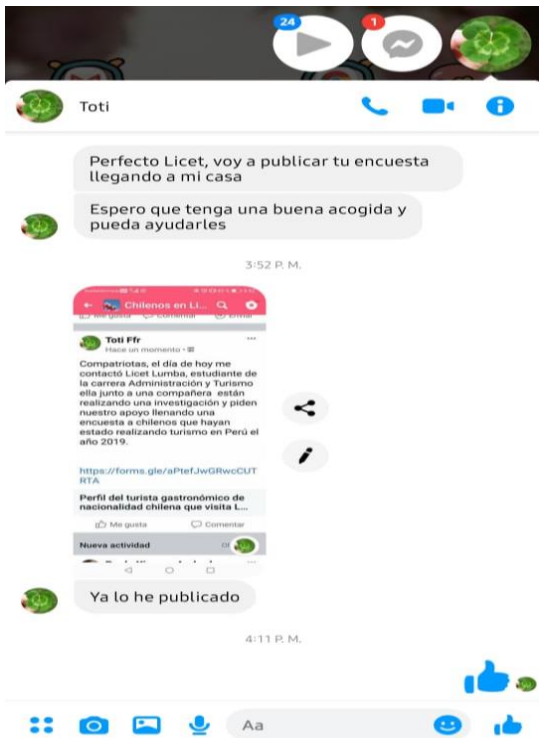 24
1
Toti
Perfecto Licet, voy a publicar tu encuesta
llegando a mi casa
Espero que tenga una buena acogida y
pueda ayudarles
3:52 P. M.
Chilenos en Li...
Me gusta Comentar Enviar
Toti Ffr
Hace un momento
Compatriotas, el día de hoy me
contactó Licet Lumba, estudiante de
la carrera Administración y Turismo
ella junto a una compañera están
realizando una investigación y piden
nuestro apoyo llenando una
encuesta a chilenos que hayan
estado realizando turismo en Perú el
año 2019.
https://forms.gle/aPtefJwGRwcCUT
RTA
Perfil del turista gastronómico de
nacionalidad chilena que visita L...
Me gusta Comentar
Nueva actividad
Ya lo he publicado
4:11 P. M.
Aa